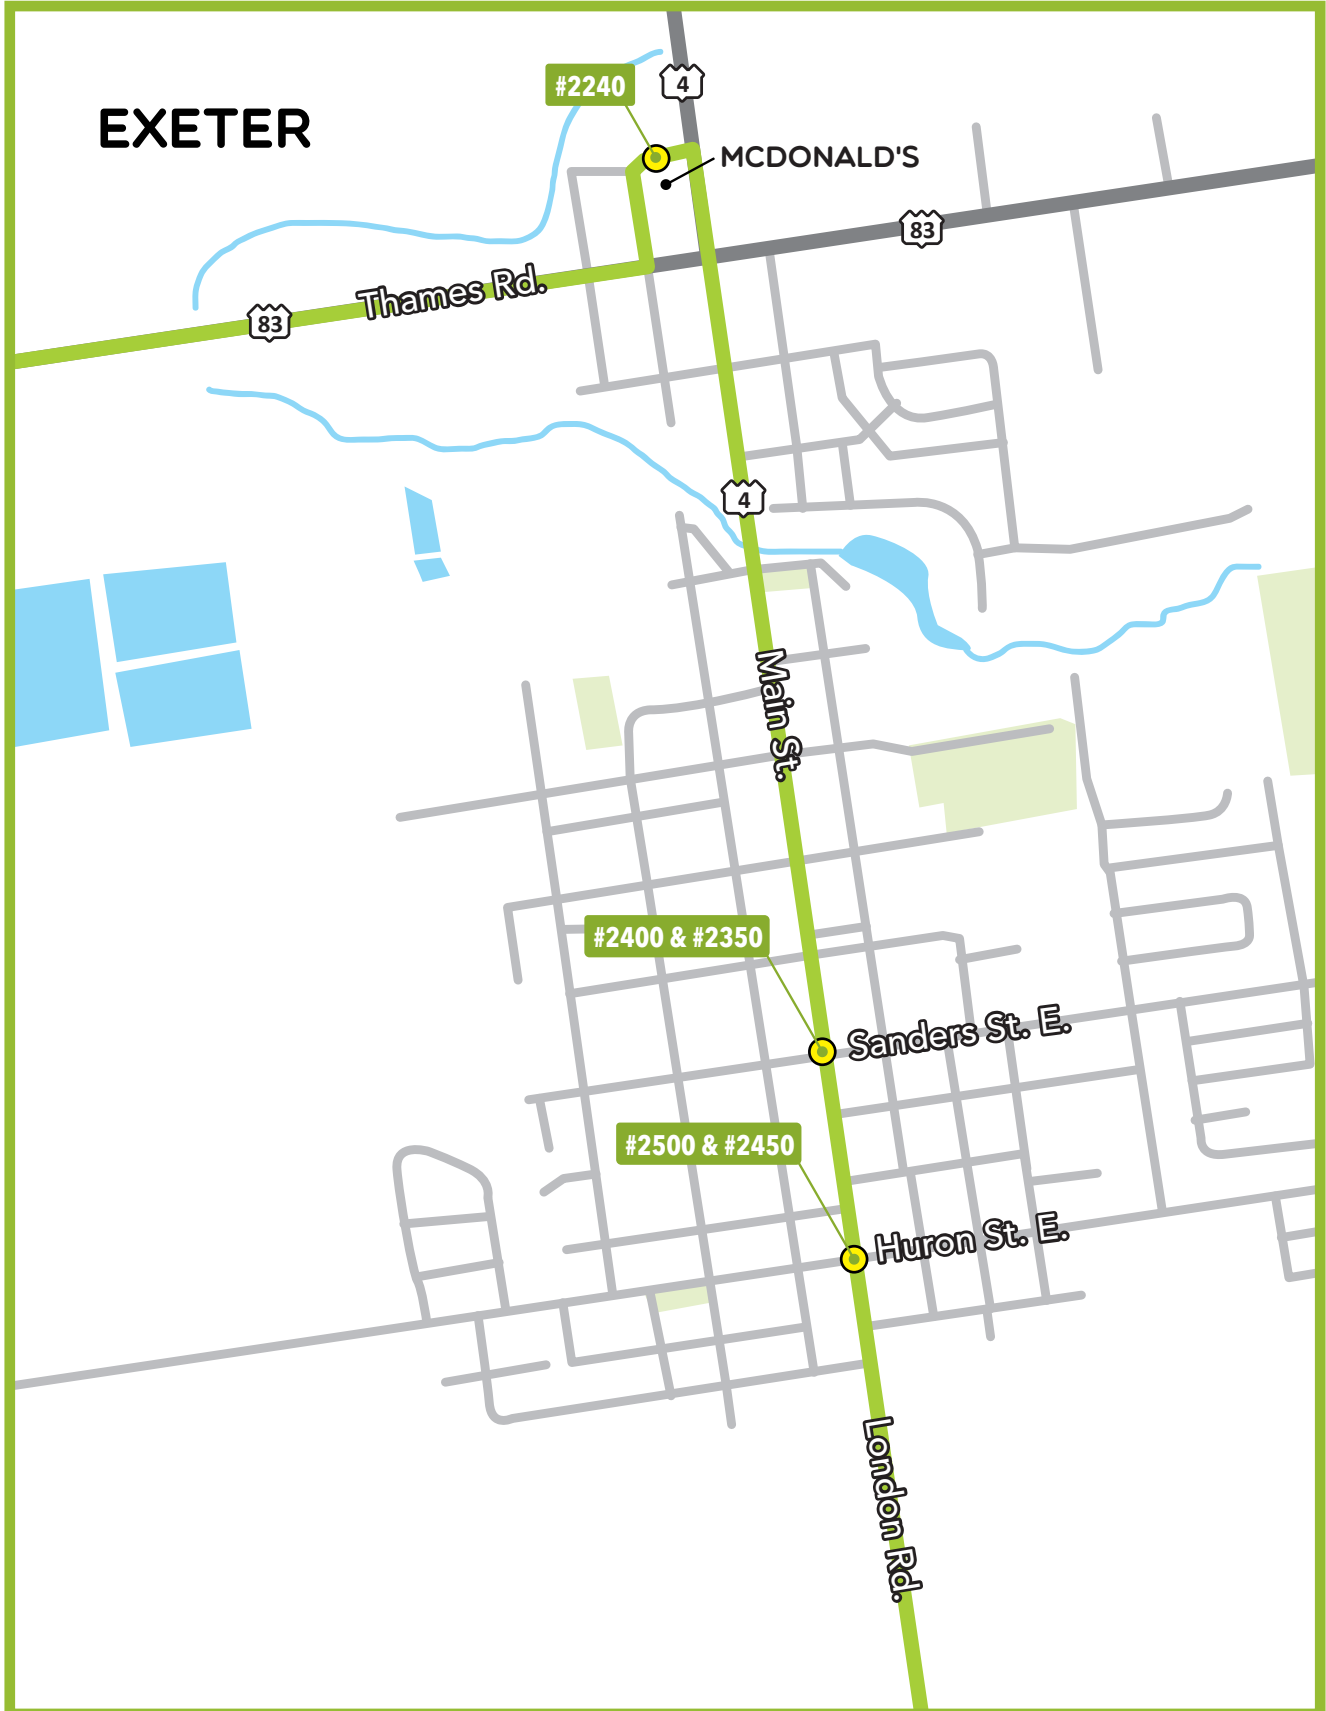 EXETER
#2240
4
MCDONALD'S
83
Thames Rd.
83
4
Main St.
#2400 & #2350
Sanders St. E.
#2500 & #2450
Huron St. E.
London Rd.